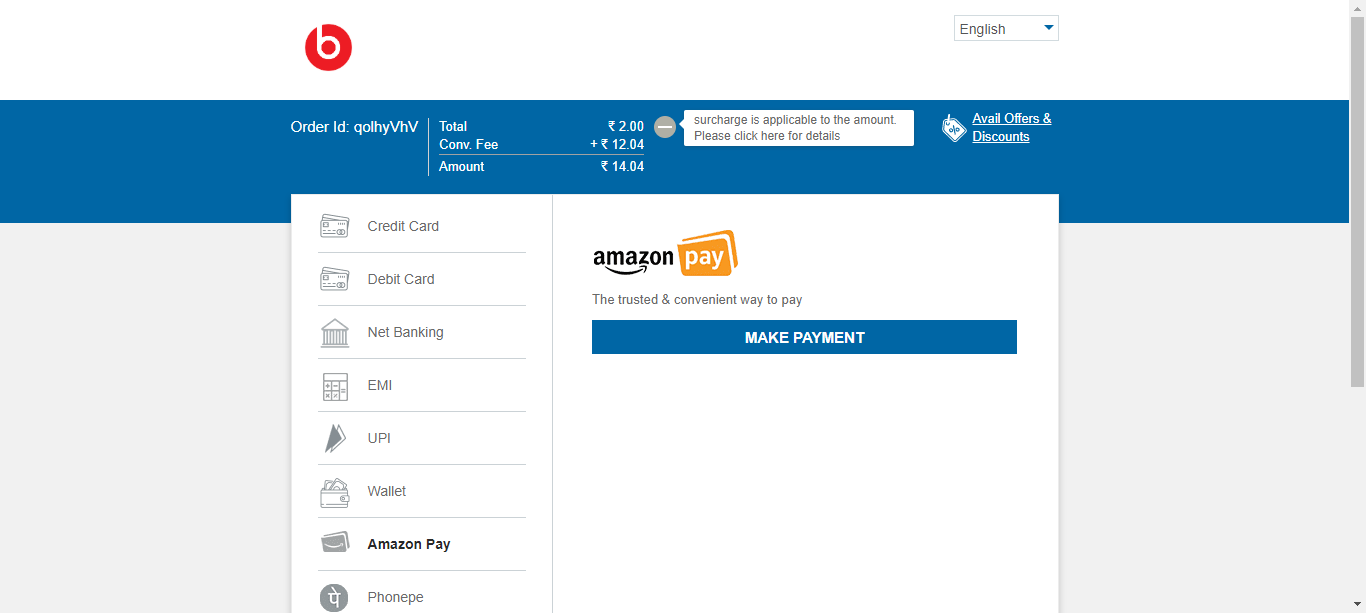 b
English
Order Id: qolhyVhV
Total ₹ 2.00
Conv. Fee + ₹ 12.04
Amount ₹ 14.04
surcharge is applicable to the amount.
Please click here for details
Avail Offers &
Discounts
Credit Card
Debit Card
Net Banking
EMI
UPI
Wallet
Amazon Pay
पे Phonepe
amazon pay
The trusted & convenient way to pay
MAKE PAYMENT